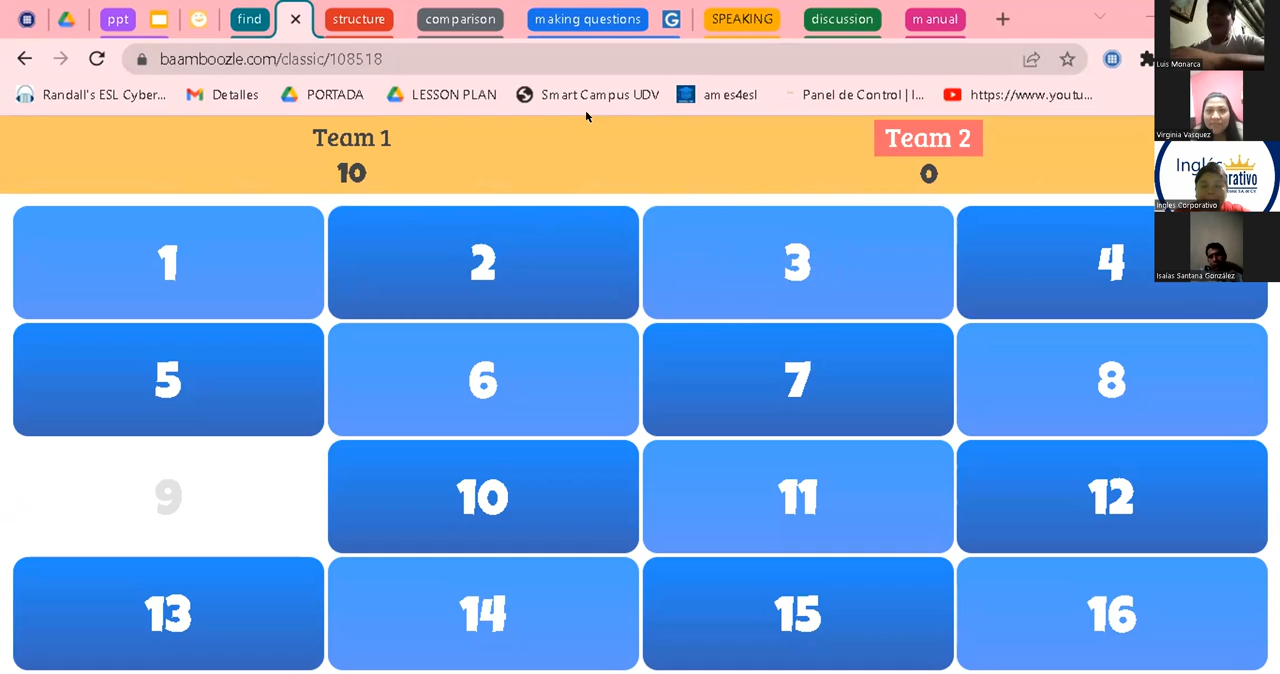 ppt
find
structure
comparison
making questions
SPEAKING
discussion
manual
baamboozle.com/classic/108518
Randall's ESL Cyber...
Detalles
PORTADA
LESSON PLAN
Smart Campus UDV
ames4esl
Panel de Control | I...
https://www.youtu...
Luis Monarca
Virginia Vasquez
Inglés
rativo
Ingles Corporativo
Isaías Santana González
Team 1
Team 2
10
0
1
2
3
4
5
6
7
8
9
10
11
12
13
14
15
16